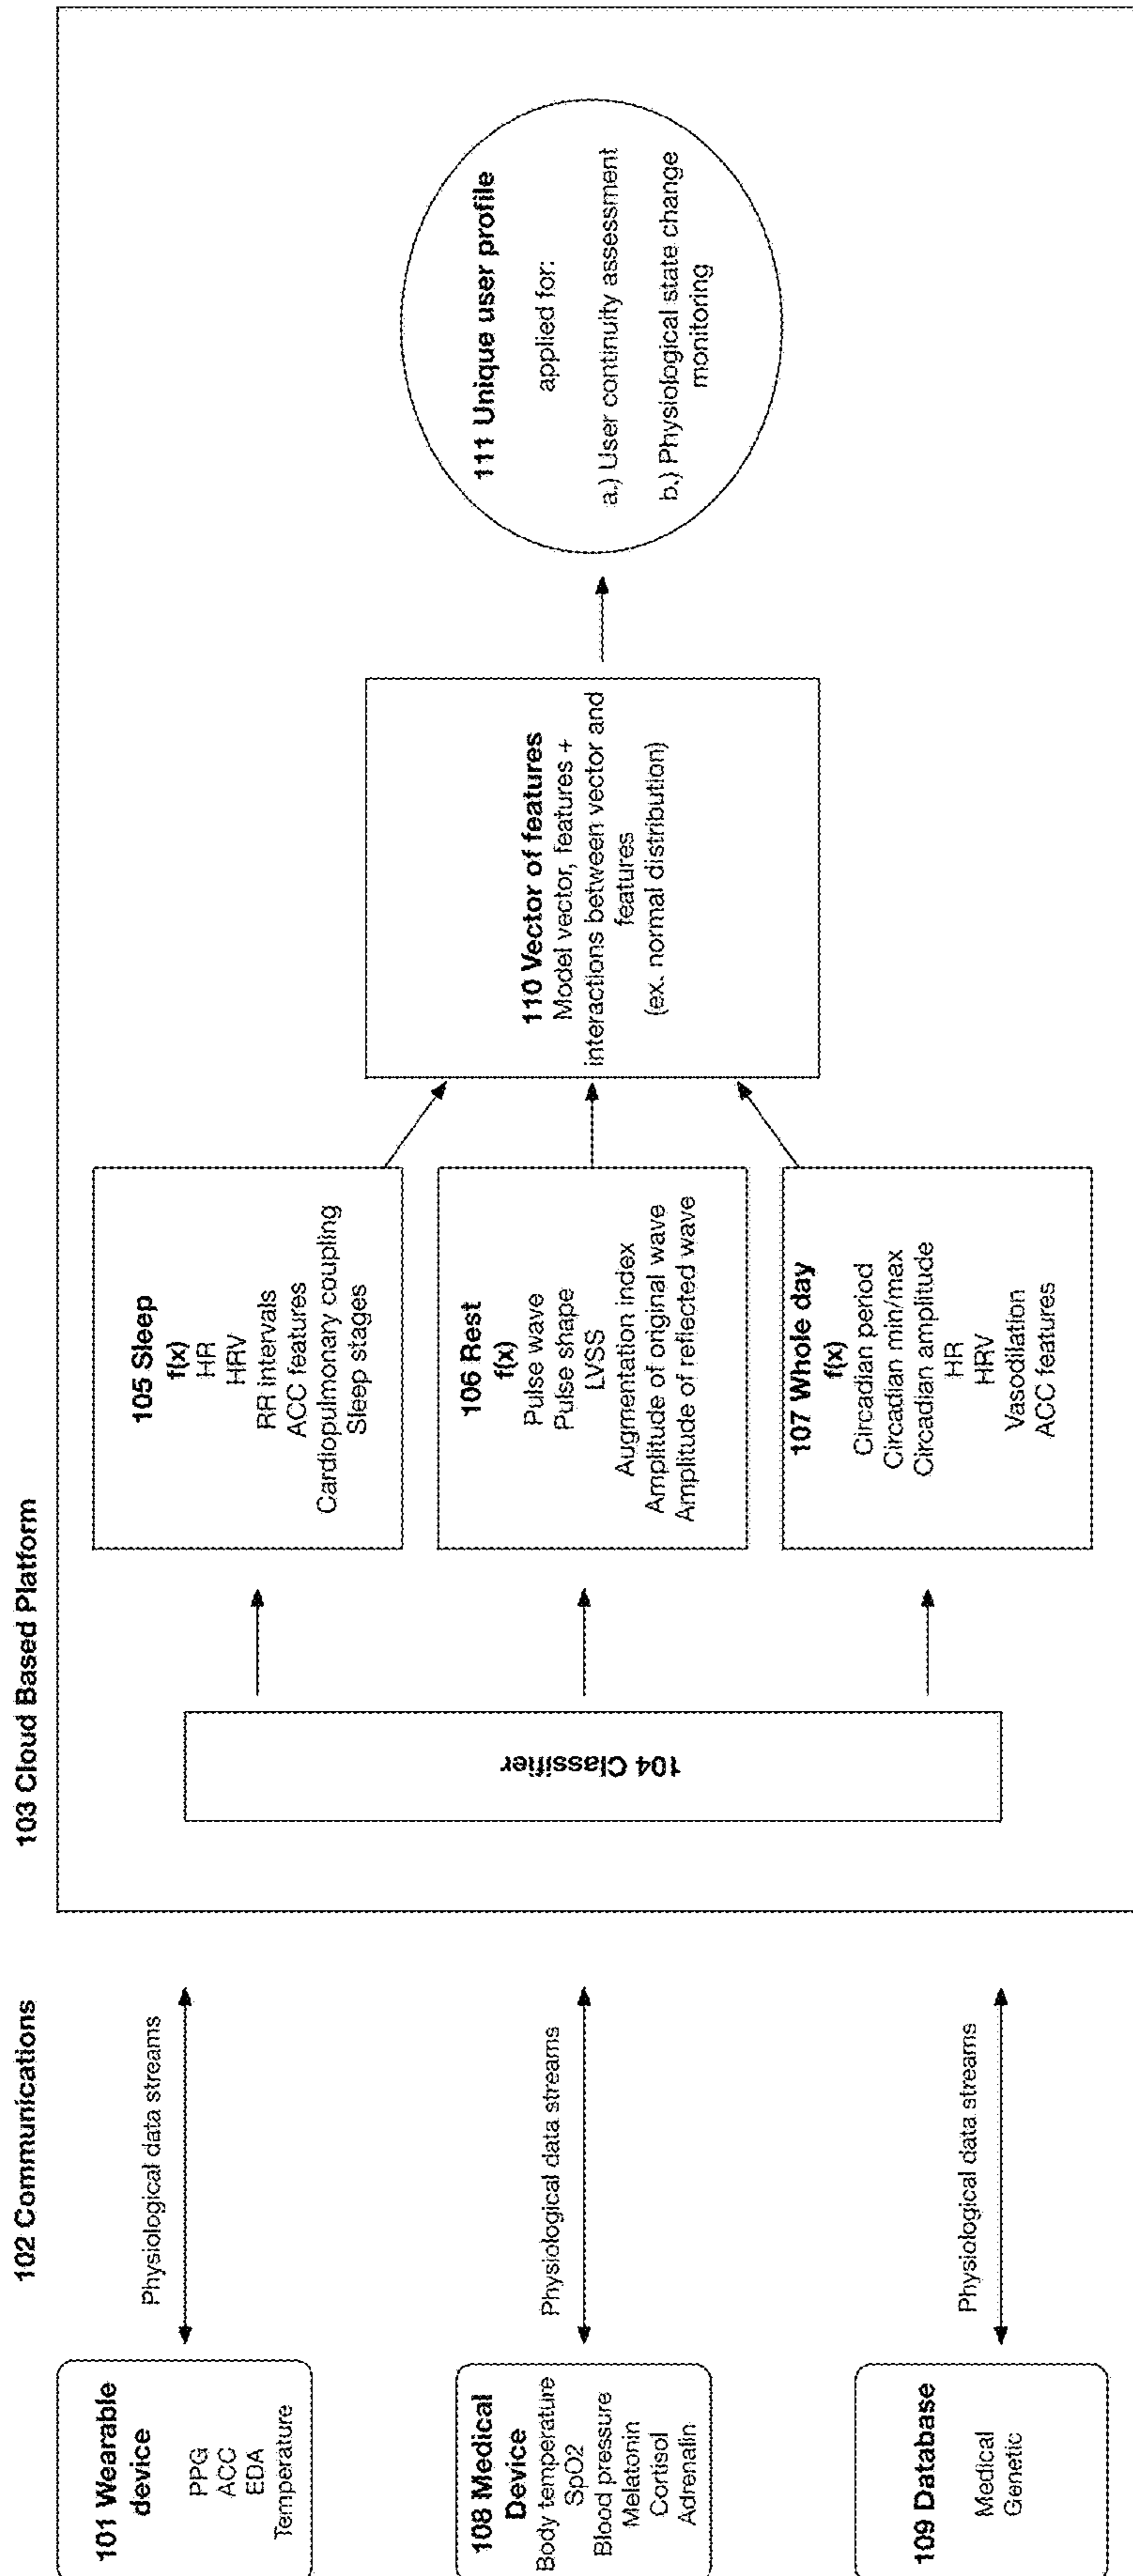 102 Communications
103 Cloud Based Platform
101 Wearable
device
PPG
ACC
EDA
Temperature
Physiological data streams
108 Medical
Device
Body temperature
SpO2
Blood pressure
Melatonin
Cortisol
Adrenalin
Physiological data streams
109 Database
Medical
Genetic
Physiological data streams
104 Classifier
105 Sleep
f(x)
HR
HRV
RR intervals
ACC features
Cardiopulmonary coupling
Sleep stages
106 Rest
f(x)
Pulse wave
Pulse shape
LVSS
Augmentation index
Amplitude of original wave
Amplitude of reflected wave
107 Whole day
f(x)
Circadian period
Circadian min/max
Circadian amplitude
HR
HRV
Vasodilation
ACC features
110 Vector of features
Model vector, features +
interactions between vector and
features
(ex. normal distribution)
111 Unique user profile
applied for:
a.) User continuity assessment
b.) Physiological state change
monitoring